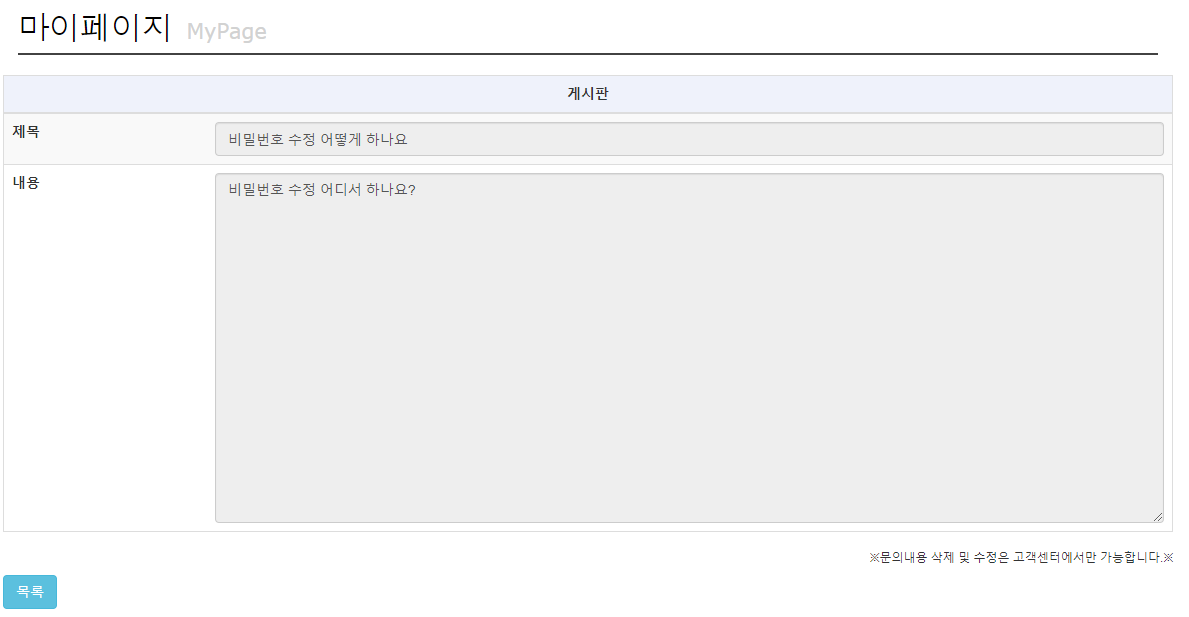 마이페이지 MyPage
게시판
제목 비밀번호 수정 어떻게 하나요
내용 비밀번호 수정 어디서 하나요?
※문의내용 삭제 및 수정은 고객센터에서만 가능합니다.※
목록